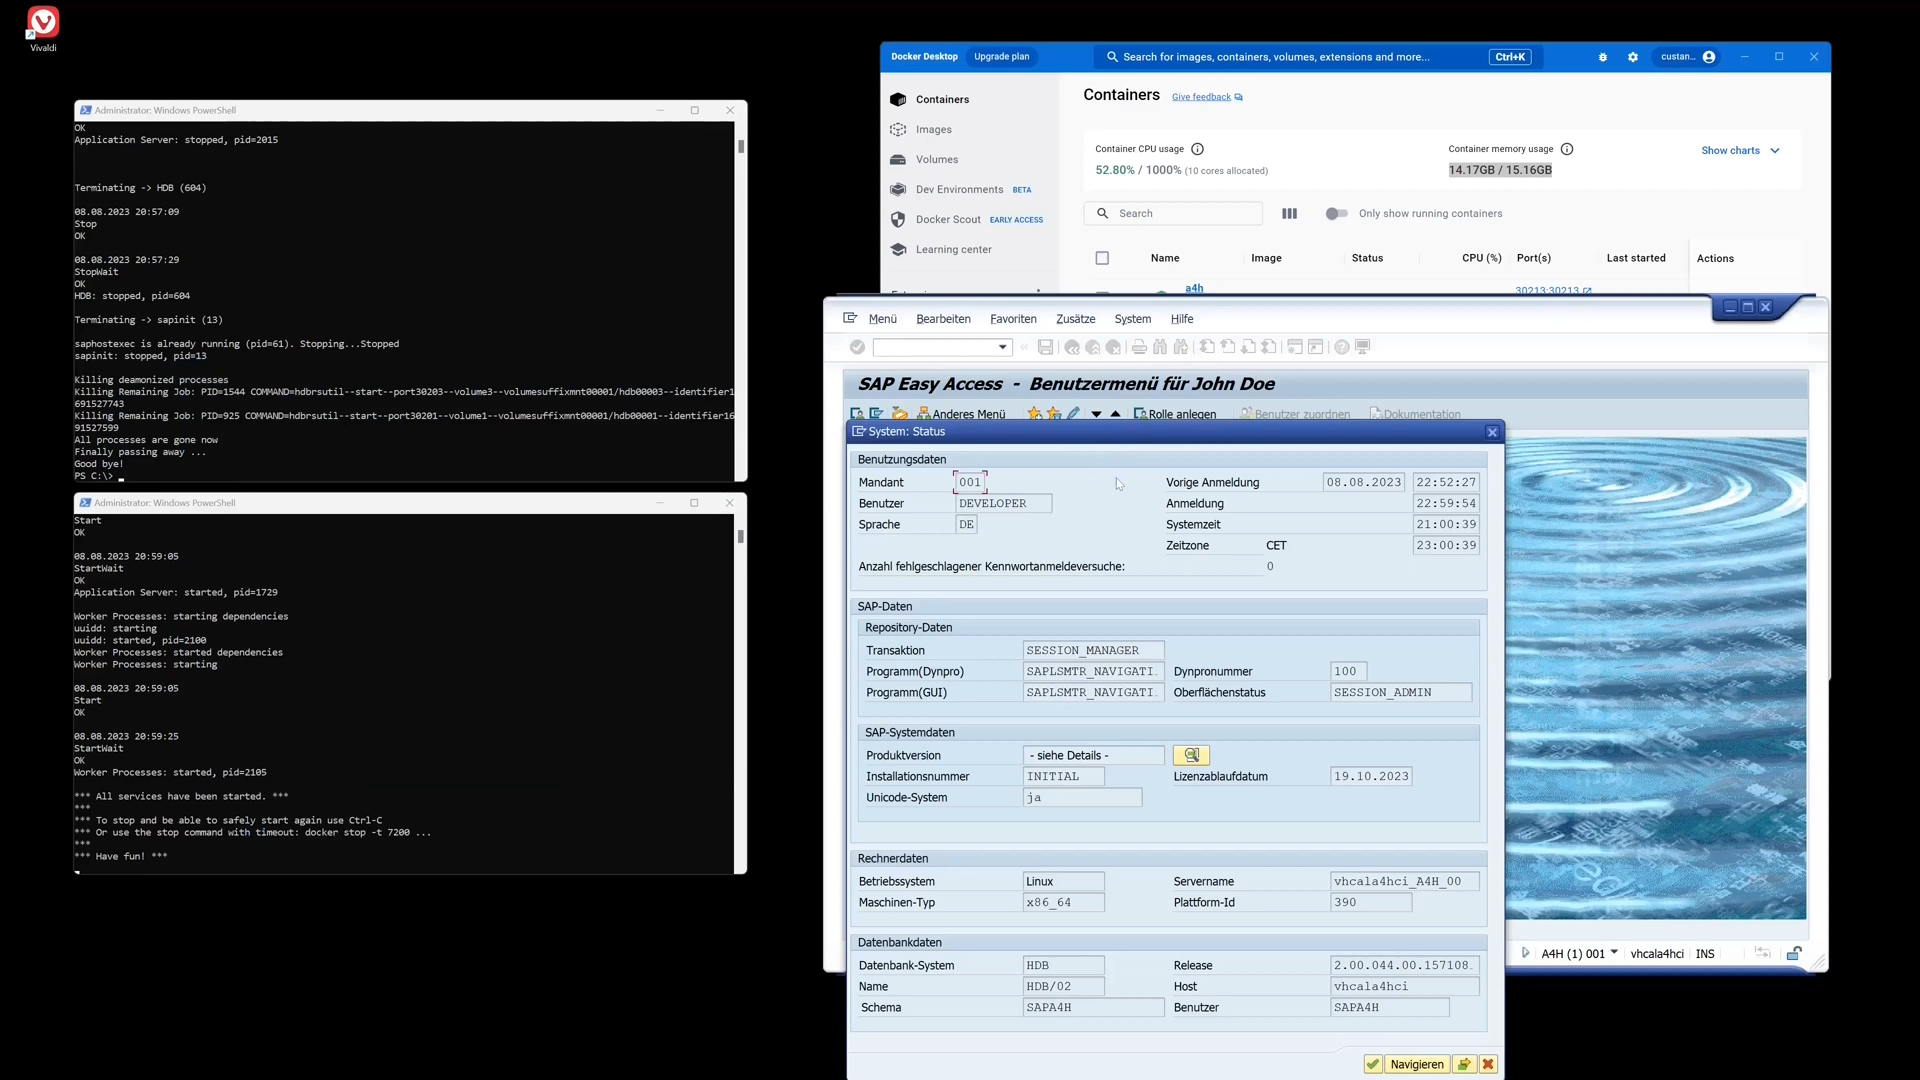 Vivaldi
Administrator: Windows PowerShell
OK
Application Server: stopped, pid=2015
Terminating -> HDB (604)
08.08.2023 20:57:09
Stop
OK
08.08.2023 20:57:29
StopWait
OK
HDB: stopped, pid=604
Terminating -> sapinit (13)
saphostexec is already running (pid=61). Stopping...Stopped
sapinit: stopped, pid=13
Killing deamonized processes
Killing Remaining Job: PID=1544 COMMAND=hdbrsutil--start--port30203--volume3--volumesuffixmnt00001/hdb00003--identifier1
691527743
Killing Remaining Job: PID=925 COMMAND=hdbrsutil--start--port30201--volume1--volumesuffixmnt00001/hdb00001--identifier16
91527599
All processes are gone now
Finally passing away ...
Good bye!
PS C:\>
Administrator: Windows PowerShell
Start
OK
08.08.2023 20:59:05
StartWait
OK
Application Server: started, pid=1729
Worker Processes: starting dependencies
uuidd: starting
uuidd: started, pid=2100
Worker Processes: started dependencies
Worker Processes: starting
08.08.2023 20:59:05
Start
OK
08.08.2023 20:59:25
StartWait
OK
Worker Processes: started, pid=2105
*** All services have been started. ***
***
*** To stop and be able to safely start again use Ctrl-C
*** Or use the stop command with timeout: docker stop -t 7200 ...
***
*** Have fun! ***
Docker Desktop Upgrade plan Search for images, containers, volumes, extensions and more... Ctrl+K custan...
Containers
Images
Volumes
Dev Environments BETA
Docker Scout EARLY ACCESS
Learning center
Containers Give feedback
Container CPU usage Container memory usage Show charts
52.80% / 1000% (10 cores allocated) 14.17GB / 15.16GB
Search Only show running containers
Name Image Status CPU (%) Port(s) Last started Actions
a4h 30213:30213
Menü Bearbeiten Favoriten Zusätze System Hilfe
SAP Easy Access - Benutzermenü für John Doe
Anderes Menü Rolle anlegen Benutzer zuordnen Dokumentation
System: Status
Benutzungsdaten
Mandant 001 Vorige Anmeldung 08.08.2023 22:52:27
Benutzer DEVELOPER Anmeldung 22:59:54
Sprache DE Systemzeit 21:00:39
Zeitzone CET 23:00:39
Anzahl fehlgeschlagener Kennwortanmeldeversuche: 0
SAP-Daten
Repository-Daten
Transaktion SESSION_MANAGER
Programm(Dynpro) SAPLSMTR_NAVIGATI. Dynpronummer 100
Programm(GUI) SAPLSMTR_NAVIGATI. Oberflächenstatus SESSION_ADMIN
SAP-Systemdaten
Produktversion - siehe Details -
Installationsnummer INITIAL Lizenzablaufdatum 19.10.2023
Unicode-System ja
Rechnerdaten
Betriebssystem Linux Servername vhcala4hci_A4H_00
Maschinen-Typ x86_64 Plattform-Id 390
Datenbankdaten
Datenbank-System HDB Release 2.00.044.00.157108.
Name HDB/02 Host vhcala4hci
Schema SAPA4H Benutzer SAPA4H
Navigieren
A4H (1) 001 vhcala4hci INS